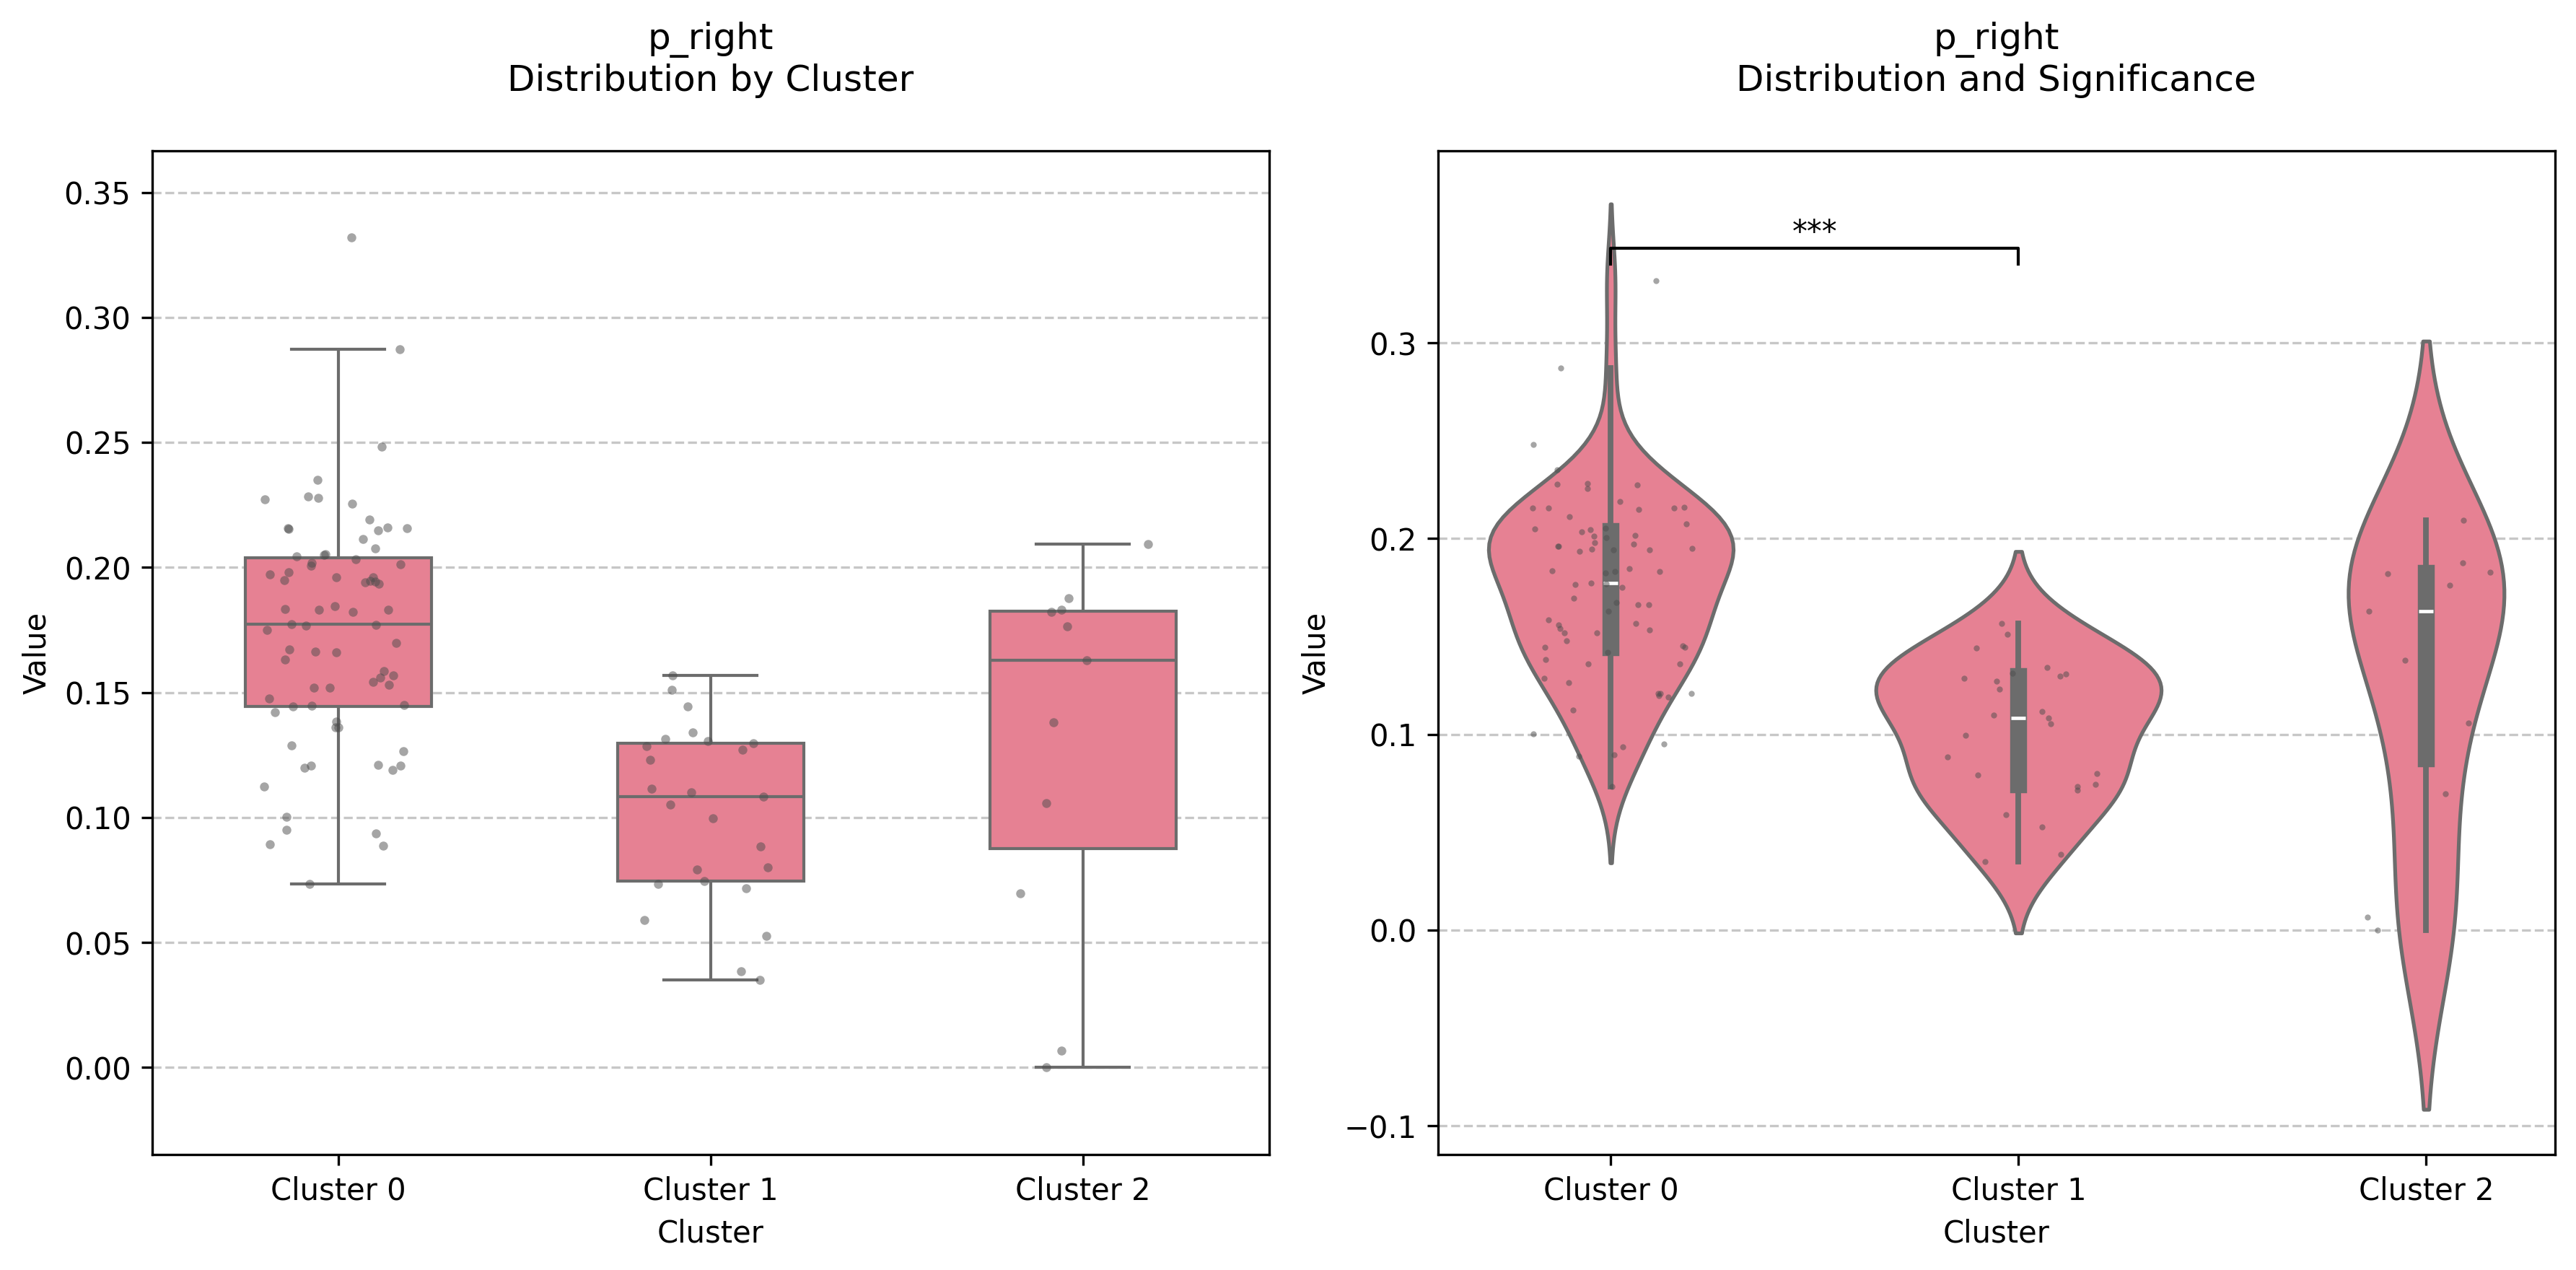 p_right
Distribution by Cluster
0.35
0.30
0.25
0.20
0.15
0.10
0.05
0.00
Value
Cluster 0
Cluster 1
Cluster 2
Cluster
p_right
Distribution and Significance
***
0.3
0.2
0.1
0.0
−0.1
Value
Cluster 0
Cluster 1
Cluster 2
Cluster